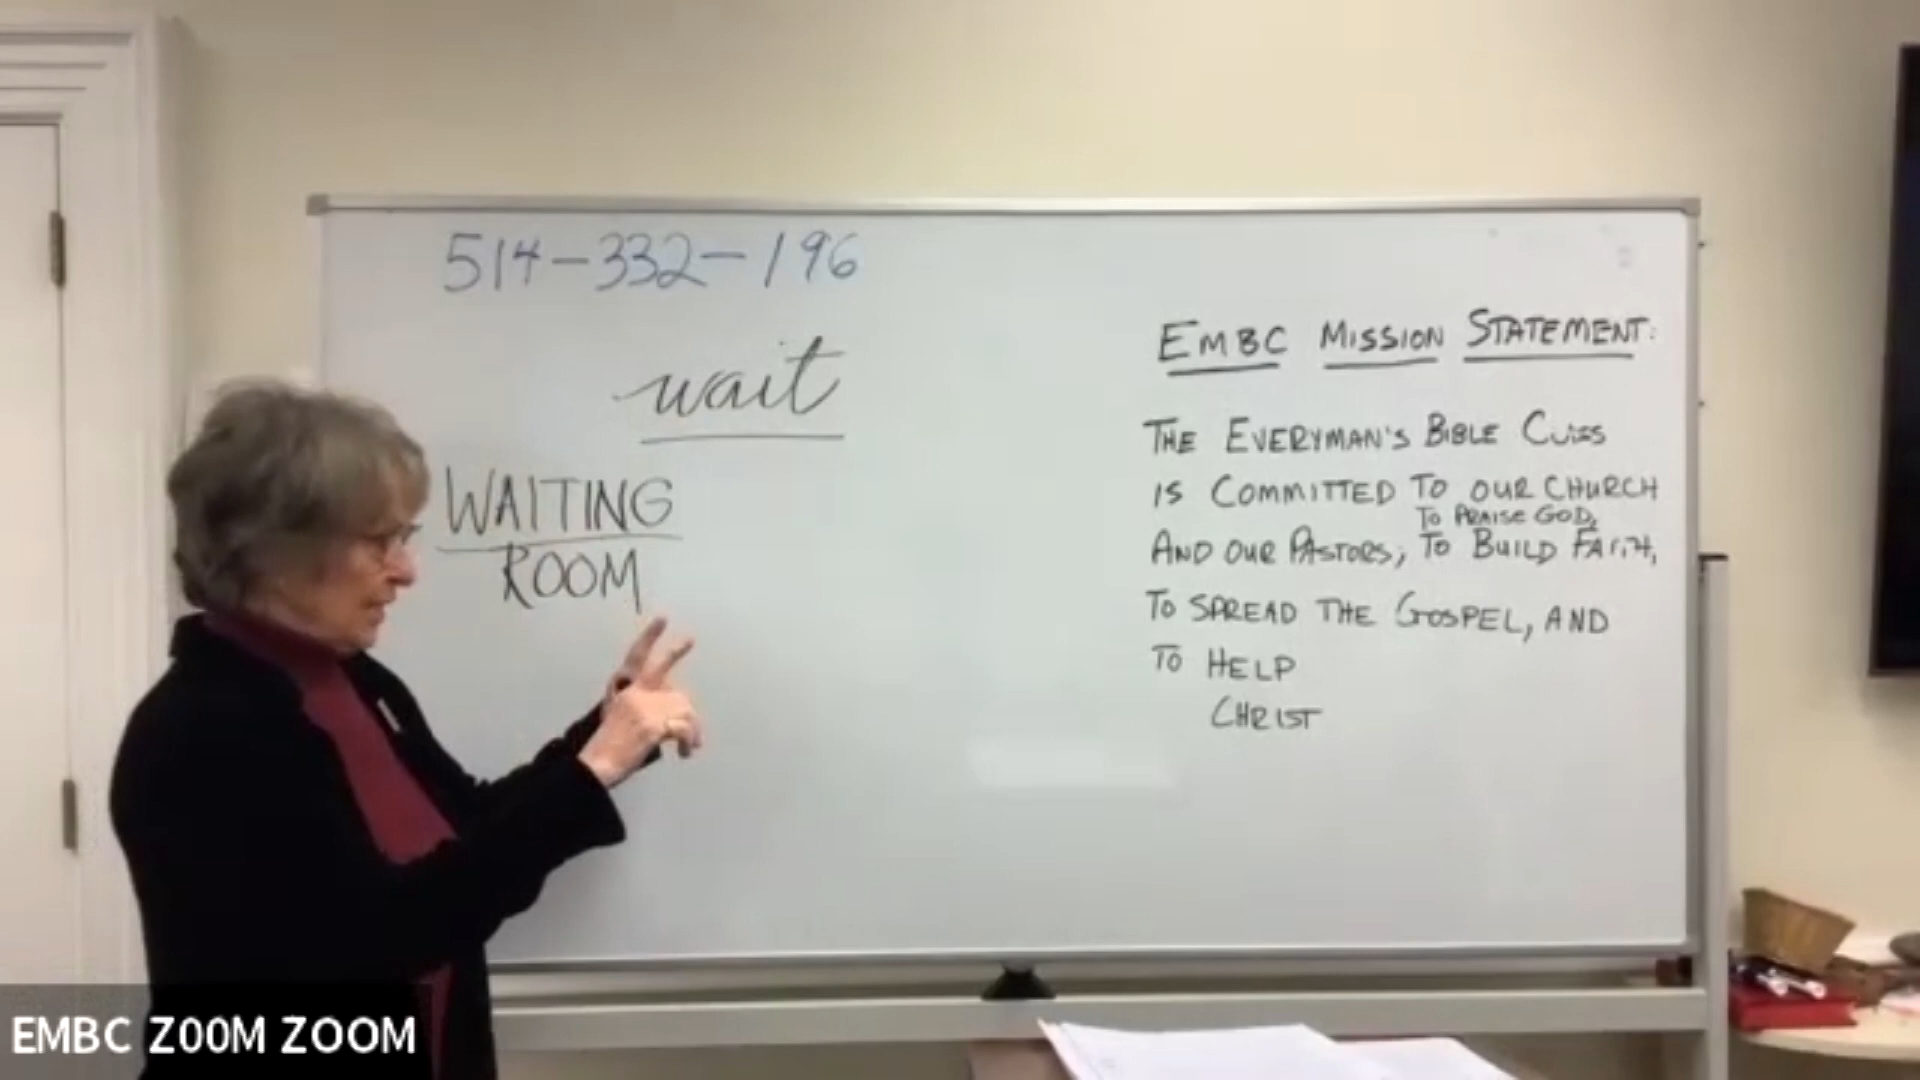 514-332-196
wait
WAITING
ROOM
EMBC MISSION STATEMENT:
THE EVERYMAN'S BIBLE
IS COMMITTED TO OUR CHURCH
TO PRAISE GOD,
AND OUR PASTORS; TO BUILD FAITH,
TO SPREAD THE GOSPEL, AND
TO HELP
CHRIST
EMBC ZOOM ZOOM